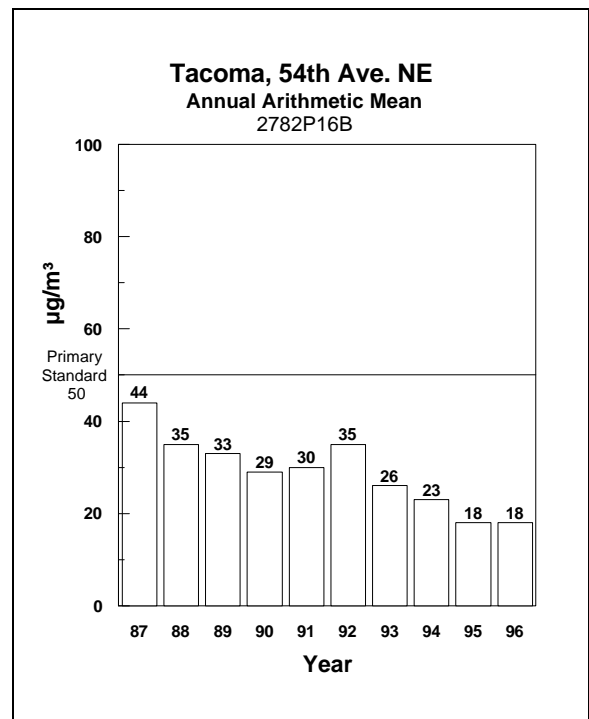 Tacoma, 54th Ave. NE
Annual Arithmetic Mean
2782P16B
100
80
60
40
20
0
µg/m³
Primary
Standard
50
44
35
33
29
30
35
26
23
18
18
87 88 89 90 91 92 93 94 95 96
Year